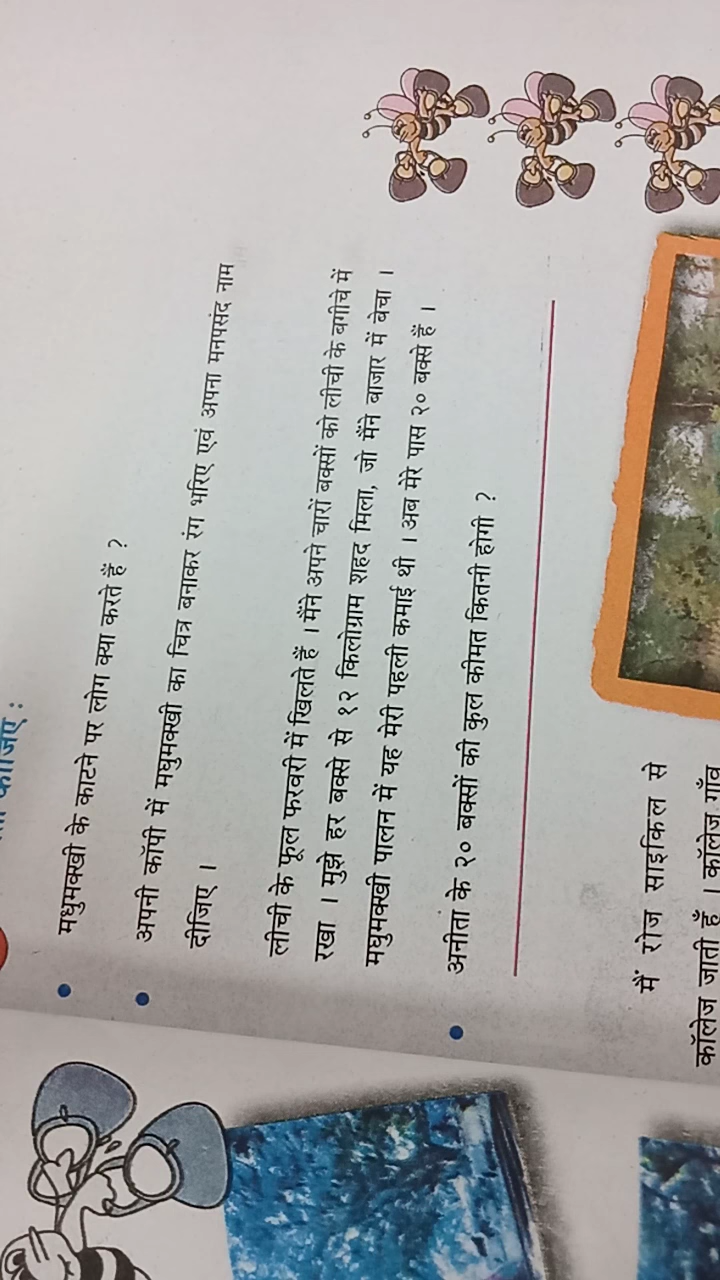 मधुमक्खी के काटने पर लोग क्या करते हैं ?
अपनी कॉपी में मधुमक्खी का चित्र बनाकर रंग भरिए एवं अपना मनपसंद नाम
दीजिए ।
लीची के फूल फरवरी में खिलते हैं । मैंने अपने चारों बक्सों को लीची के बगीचे में
रखा । मुझे हर बक्से से १२ किलोग्राम शहद मिला, जो मैंने बाजार में बेचा ।
मधुमक्खी पालन में यह मेरी पहली कमाई थी । अब मेरे पास २० बक्से हैं ।
अनीता के २० बक्सों की कुल कीमत कितनी होगी ?
मैं रोज साइकिल से
कॉलेज जाती हूँ । कॉलेज गाँव